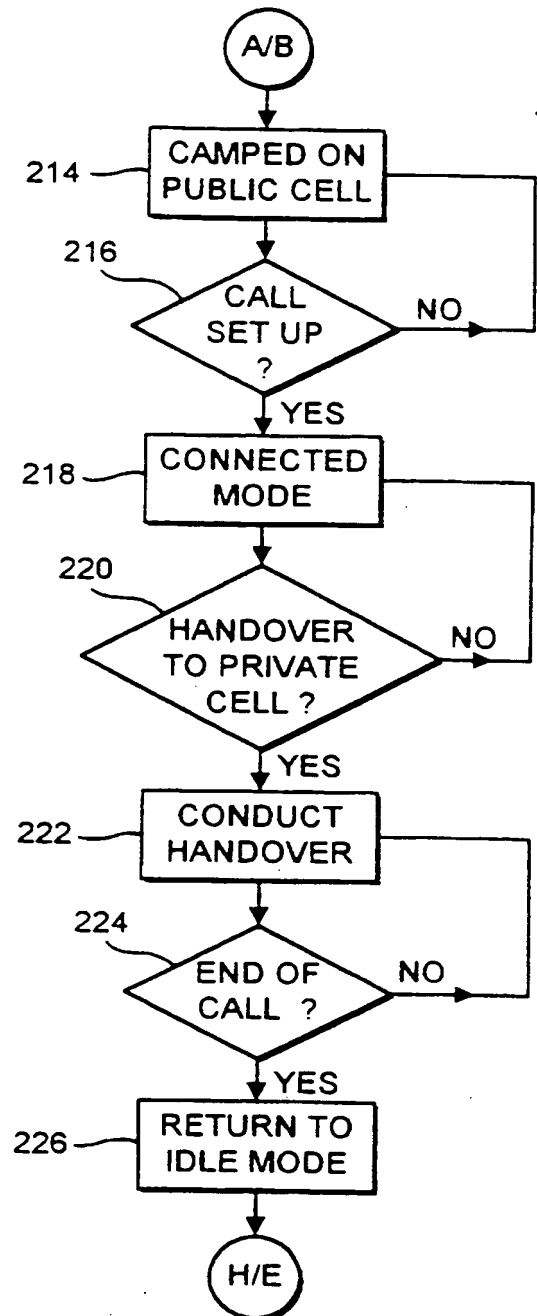 A/B
214
CAMPED ON
PUBLIC CELL
216
CALL
SET UP
?
NO
YES
218
CONNECTED
MODE
220
HANDOVER
TO PRIVATE
CELL ?
NO
YES
222
CONDUCT
HANDOVER
224
END OF
CALL ?
NO
YES
226
RETURN TO
IDLE MODE
H/E